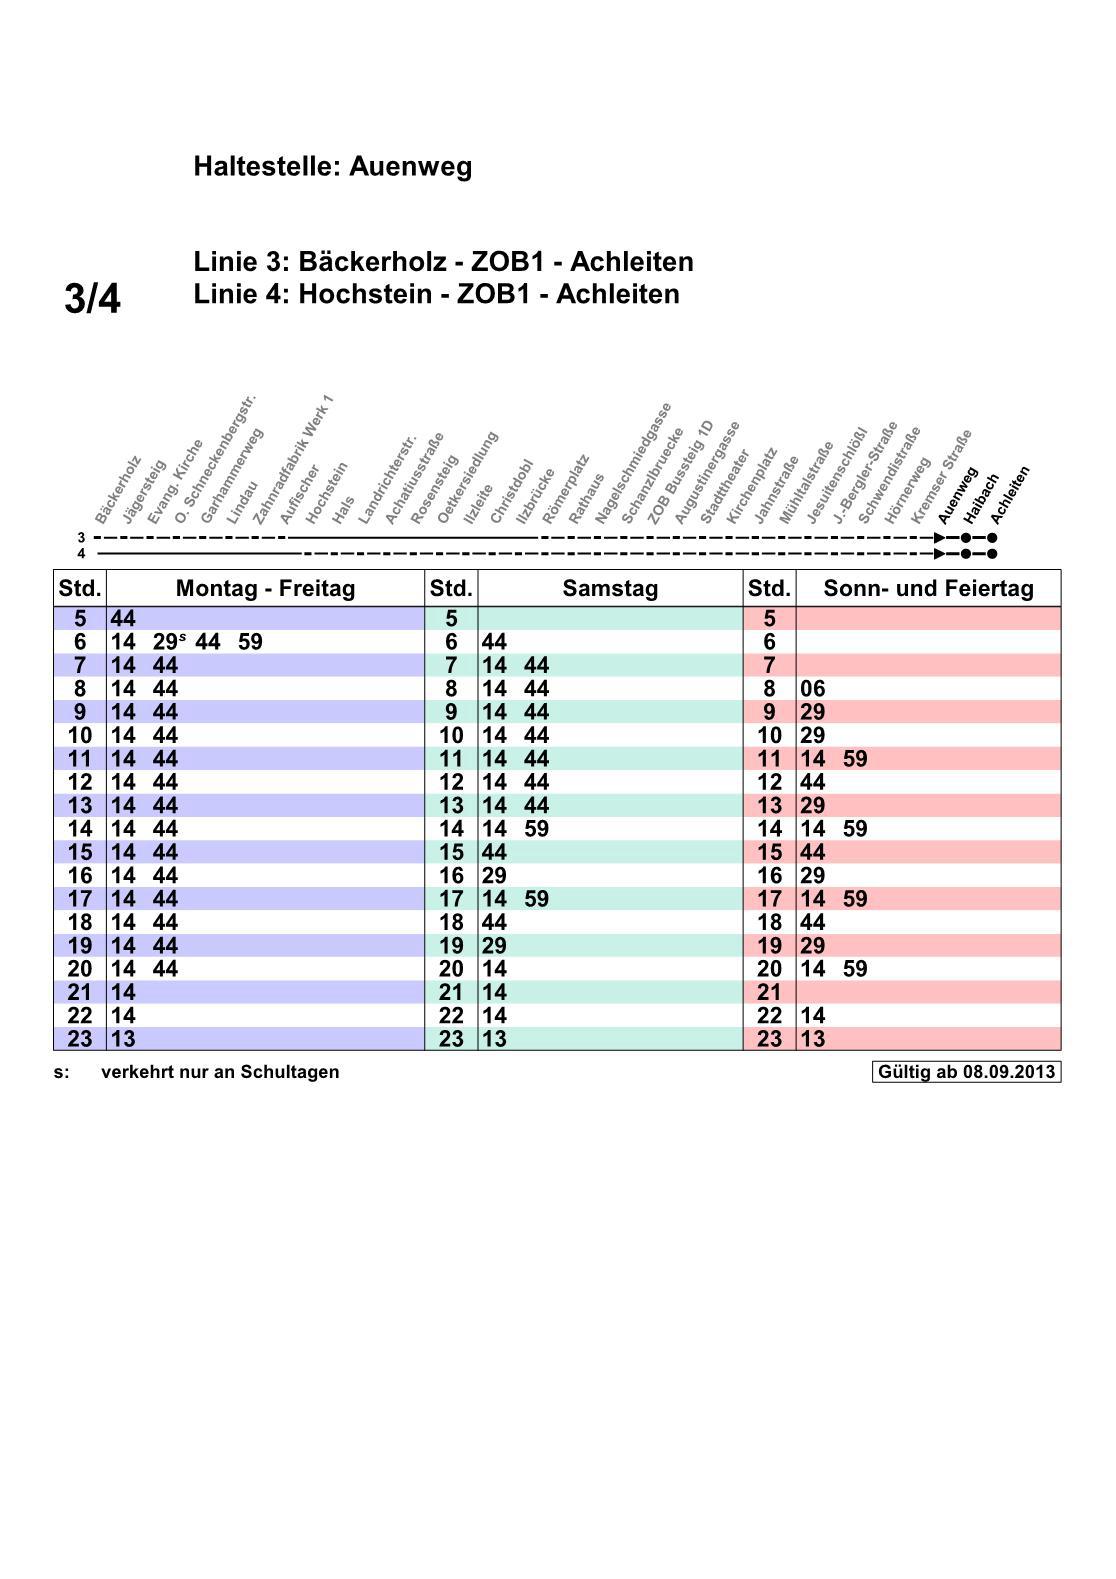 Haltestelle: Auenweg
Linie 3: Bäckerholz - ZOB1 - Achleiten
3/4
Linie 4: Hochstein - ZOB1 - Achleiten
Bäckerholz
Jägersteig
Evang. Kirche
O. Schneckenbergstr.
Garhammerweg
Lindau
Zahnradfabrik Werk 1
Aufischer
Hochstein
Hals
Landrichterstr.
Achatiusstraße
Rosensteig
Oetkersiedlung
Ilzleite
Christdobl
Ilzbrücke
Römerplatz
Rathaus
Nagelschmiedgasse
Schanzlbruecke
ZOB Bussteig 1D
Augustinergasse
Stadttheater
Kirchenplatz
Jahnstraße
Mühltalstraße
Jesuitenschlößl
J.-Bergler-Straße
Schwendistraße
Hörnerweg
Kremser Straße
Auenweg
Haibach
Achleiten
3
4
Std. Montag - Freitag Std. Samstag Std. Sonn- und Feiertag
5 44 5 5
6 14 29s 44 59 6 44 6
7 14 44 7 14 44 7
8 14 44 8 14 44 8 06
9 14 44 9 14 44 9 29
10 14 44 10 14 44 10 29
11 14 44 11 14 44 11 14 59
12 14 44 12 14 44 12 44
13 14 44 13 14 44 13 29
14 14 44 14 14 59 14 14 59
15 14 44 15 44 15 44
16 14 44 16 29 16 29
17 14 44 17 14 59 17 14 59
18 14 44 18 44 18 44
19 14 44 19 29 19 29
20 14 44 20 14 20 14 59
21 14 21 14 21
22 14 22 14 22 14
23 13 23 13 23 13
s: verkehrt nur an Schultagen Gültig ab 08.09.2013